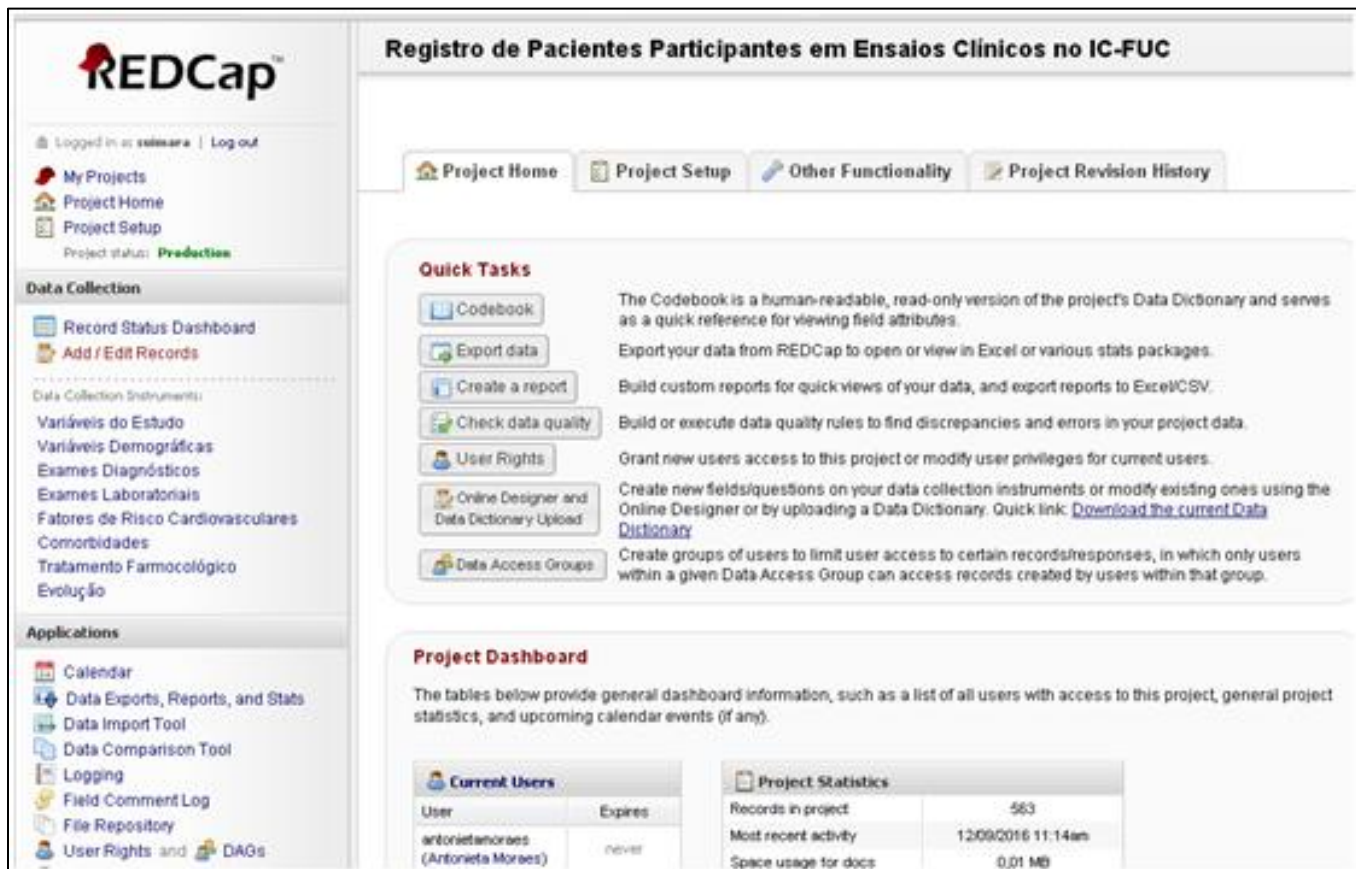 REDCap™
Logged in as suimara | Log out
My Projects
Project Home
Project Setup
Project status: Production
Data Collection
Record Status Dashboard
Add / Edit Records
Data Collection Instruments:
Variáveis do Estudo
Variáveis Demográficas
Exames Diagnósticos
Exames Laboratoriais
Fatores de Risco Cardiovasculares
Comorbidades
Tratamento Farmocológico
Evolução
Applications
Calendar
Data Exports, Reports, and Stats
Data Import Tool
Data Comparison Tool
Logging
Field Comment Log
File Repository
User Rights and DAGs
Registro de Pacientes Participantes em Ensaios Clínicos no IC-FUC
Project Home
Project Setup
Other Functionality
Project Revision History
Quick Tasks
Codebook
The Codebook is a human-readable, read-only version of the project's Data Dictionary and serves
as a quick reference for viewing field attributes.
Export data
Export your data from REDCap to open or view in Excel or various stats packages.
Create a report
Build custom reports for quick views of your data, and export reports to Excel/CSV.
Check data quality
Build or execute data quality rules to find discrepancies and errors in your project data.
User Rights
Grant new users access to this project or modify user privileges for current users.
Online Designer and
Data Dictionary Upload
Create new fields/questions on your data collection instruments or modify existing ones using the
Online Designer or by uploading a Data Dictionary. Quick link: Download the current Data
Dictionary
Data Access Groups
Create groups of users to limit user access to certain records/responses, in which only users
within a given Data Access Group can access records created by users within that group.
Project Dashboard
The tables below provide general dashboard information, such as a list of all users with access to this project, general project
statistics, and upcoming calendar events (if any).
Current Users
User Expires
antonietamoraes
(Antonieta Moraes) never
Project Statistics
Records in project 563
Most recent activity 12/09/2016 11:14am
Space usage for docs 0,01 MB